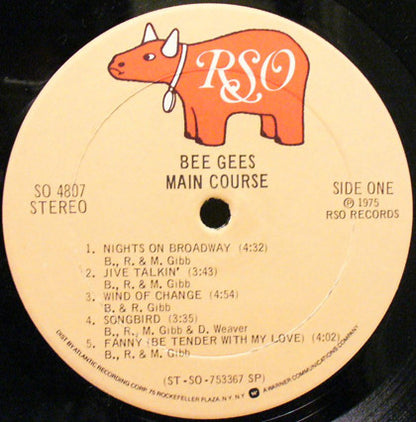 RSO
BEE GEES
MAIN COURSE
SO 4807
STEREO
SIDE ONE
℗ 1975
RSO RECORDS
1. NIGHTS ON BROADWAY (4:32)
B., R. & M. Gibb
2. JIVE TALKIN' (3:43)
B., R. & M. Gibb
3. WIND OF CHANGE (4:54)
B. & R. Gibb
4. SONGBIRD (3:35)
B., R., M. Gibb & D. Weaver
5. FANNY (BE TENDER WITH MY LOVE) (4:02)
B., R. & M. Gibb
(ST-SO-753367 SP)
DIST. BY ATLANTIC RECORDING CORP. 75 ROCKEFELLER PLAZA, N.Y. N.Y. A WARNER COMMUNICATIONS COMPANY